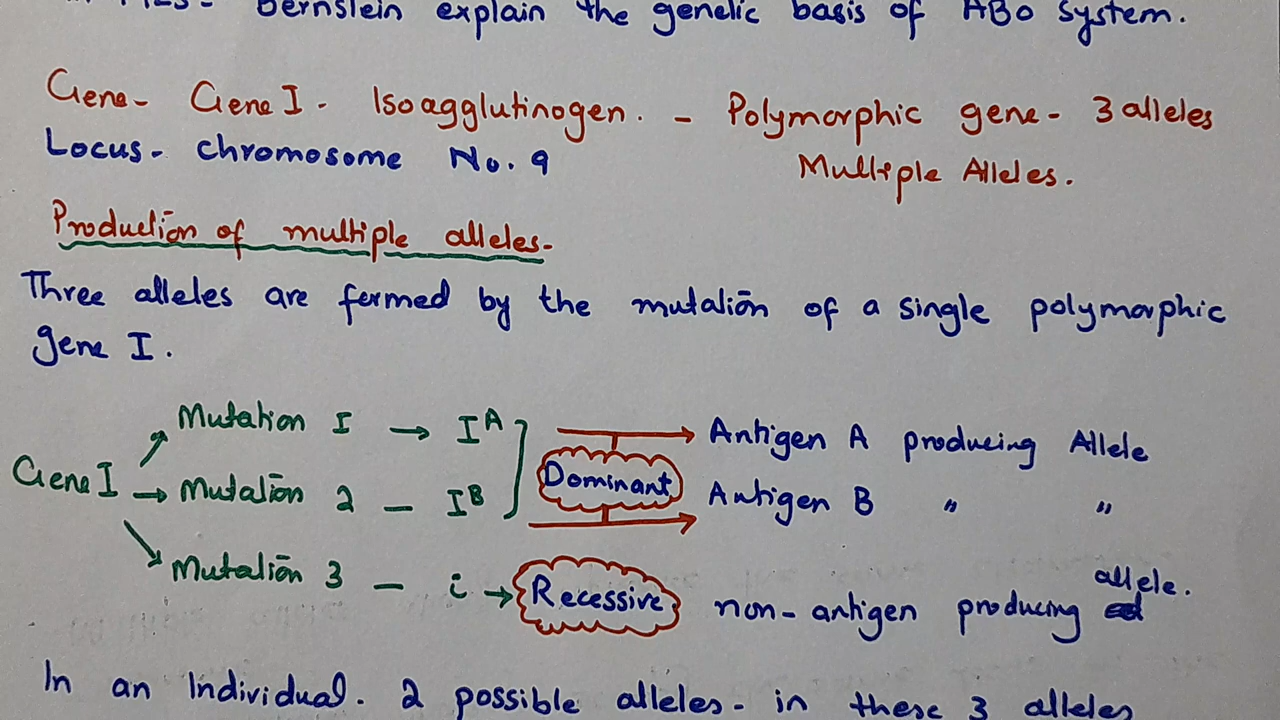 Bernstein explain the genetic basis of ABO system.
Gene - Gene I - Isoagglutinogen. - Polymorphic gene - 3 alleles
Locus - chromosome No. 9
Multiple Alleles.
Production of multiple alleles -
Three alleles are formed by the mutation of a single polymorphic
gene I.
Mutation I → I^A
Antigen A producing Allele
Gene I
Dominant
→ Mutation 2 - I^B
Antigen B " "
Mutation 3 - i → Recessive
allele.
non-antigen producing
In an Individual. 2 possible alleles - in these 3 alleles